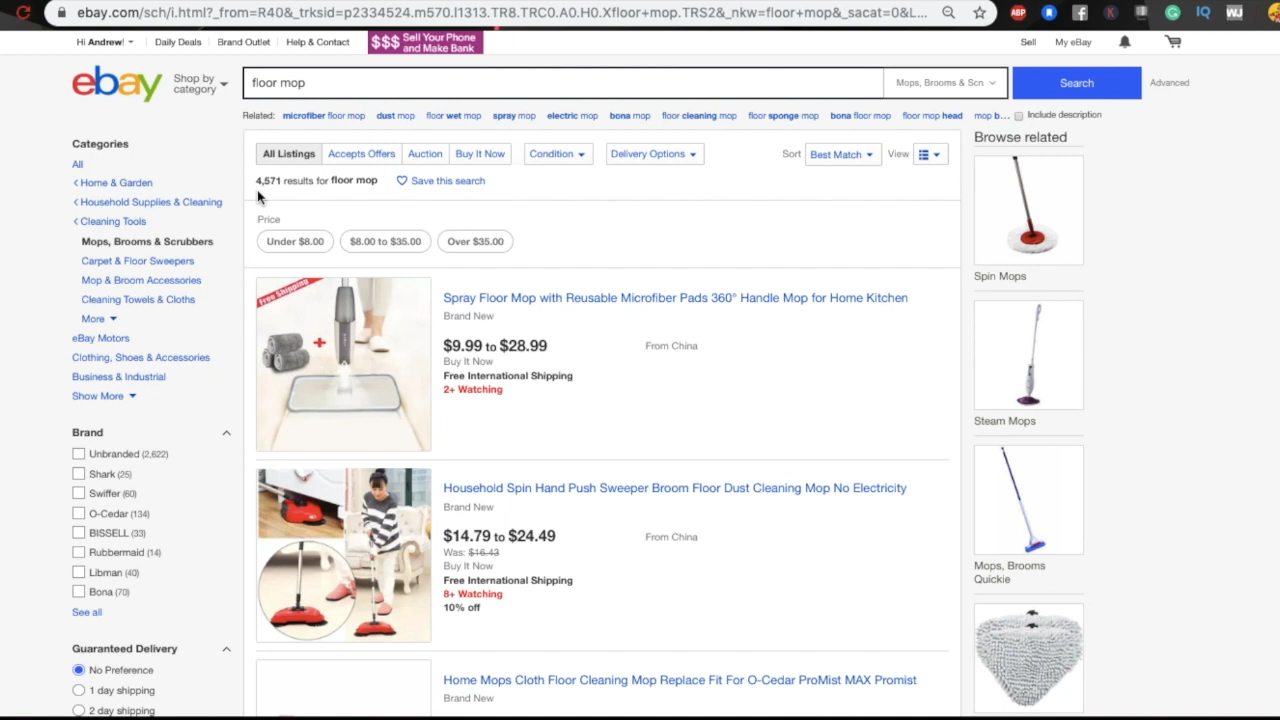 ebay.com/sch/i.html?_from=R40&_trksid=p2334524.m570.l1313.TR8.TRC0.A0.H0.Xfloor+mop.TRS2&_nkw=floor+mop&_sacat=0&L...
ABP
f
K
G
IQ
WJ
Hi Andrew!
Daily Deals
Brand Outlet
Help & Contact
$$$ Sell Your Phone
and Make Bank
Sell
My eBay
ebay
Shop by
category
floor mop
Mops, Brooms & Scn
Search
Advanced
Related: microfiber floor mop dust mop floor wet mop spray mop electric mop bona mop floor cleaning mop floor sponge mop bona floor mop floor mop head mop b...
Include description
Categories
All
Home & Garden
Household Supplies & Cleaning
Cleaning Tools
Mops, Brooms & Scrubbers
Carpet & Floor Sweepers
Mop & Broom Accessories
Cleaning Towels & Cloths
More
eBay Motors
Clothing, Shoes & Accessories
Business & Industrial
Show More
Brand
Unbranded (2,622)
Shark (25)
Swiffer (60)
O-Cedar (134)
BISSELL (33)
Rubbermaid (14)
Libman (40)
Bona (70)
See all
Guaranteed Delivery
No Preference
1 day shipping
2 day shipping
All Listings
Accepts Offers
Auction
Buy It Now
Condition
Delivery Options
Sort
Best Match
View
4,571 results for floor mop
Save this search
Price
Under $8.00
$8.00 to $35.00
Over $35.00
Free Shipping
Spray Floor Mop with Reusable Microfiber Pads 360° Handle Mop for Home Kitchen
Brand New
$9.99 to $28.99
From China
Buy It Now
Free International Shipping
2+ Watching
Household Spin Hand Push Sweeper Broom Floor Dust Cleaning Mop No Electricity
Brand New
$14.79 to $24.49
From China
Was: $16.43
Buy It Now
Free International Shipping
8+ Watching
10% off
Home Mops Cloth Floor Cleaning Mop Replace Fit For O-Cedar ProMist MAX Promist
Brand New
Browse related
Spin Mops
Steam Mops
Mops, Brooms
Quickie